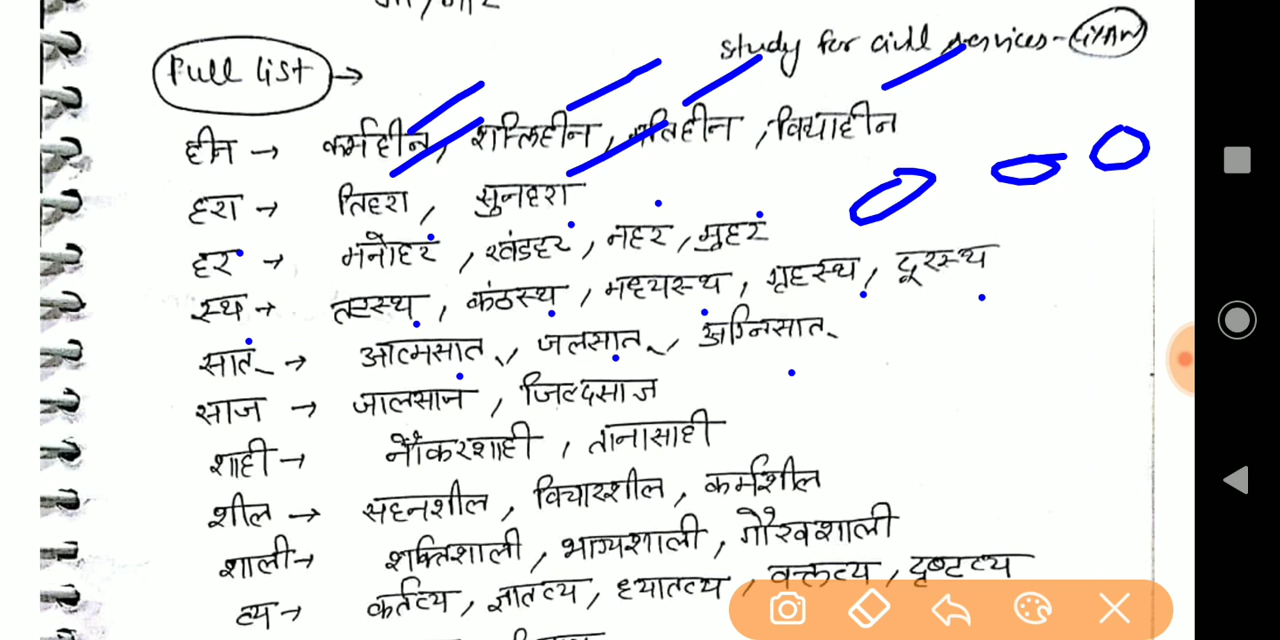 study for civil services - GYAN
Full list →
हीन → कर्महीन, शक्तिहीन, हीन, विद्याहीन
हरा → तिहरा, सुनहरा
हर → मनोहर, खंडहर, नहर, मुहर
स्थ → तटस्थ, कंठस्थ, मध्यस्थ, गृहस्थ, दूरस्थ
सात् → आत्मसात्, जलसात्, अग्निसात्
साज → जालसाज, जिल्दसाज
शाही → नौकरशाही, तानासाही
शील → सहनशील, विचारशील, कर्मशील
शाली → शक्तिशाली, भाग्यशाली, गौरवशाली
व्य → कर्तव्य, ज्ञातव्य, ध्यातव्य, वक्तव्य, दृष्टव्य